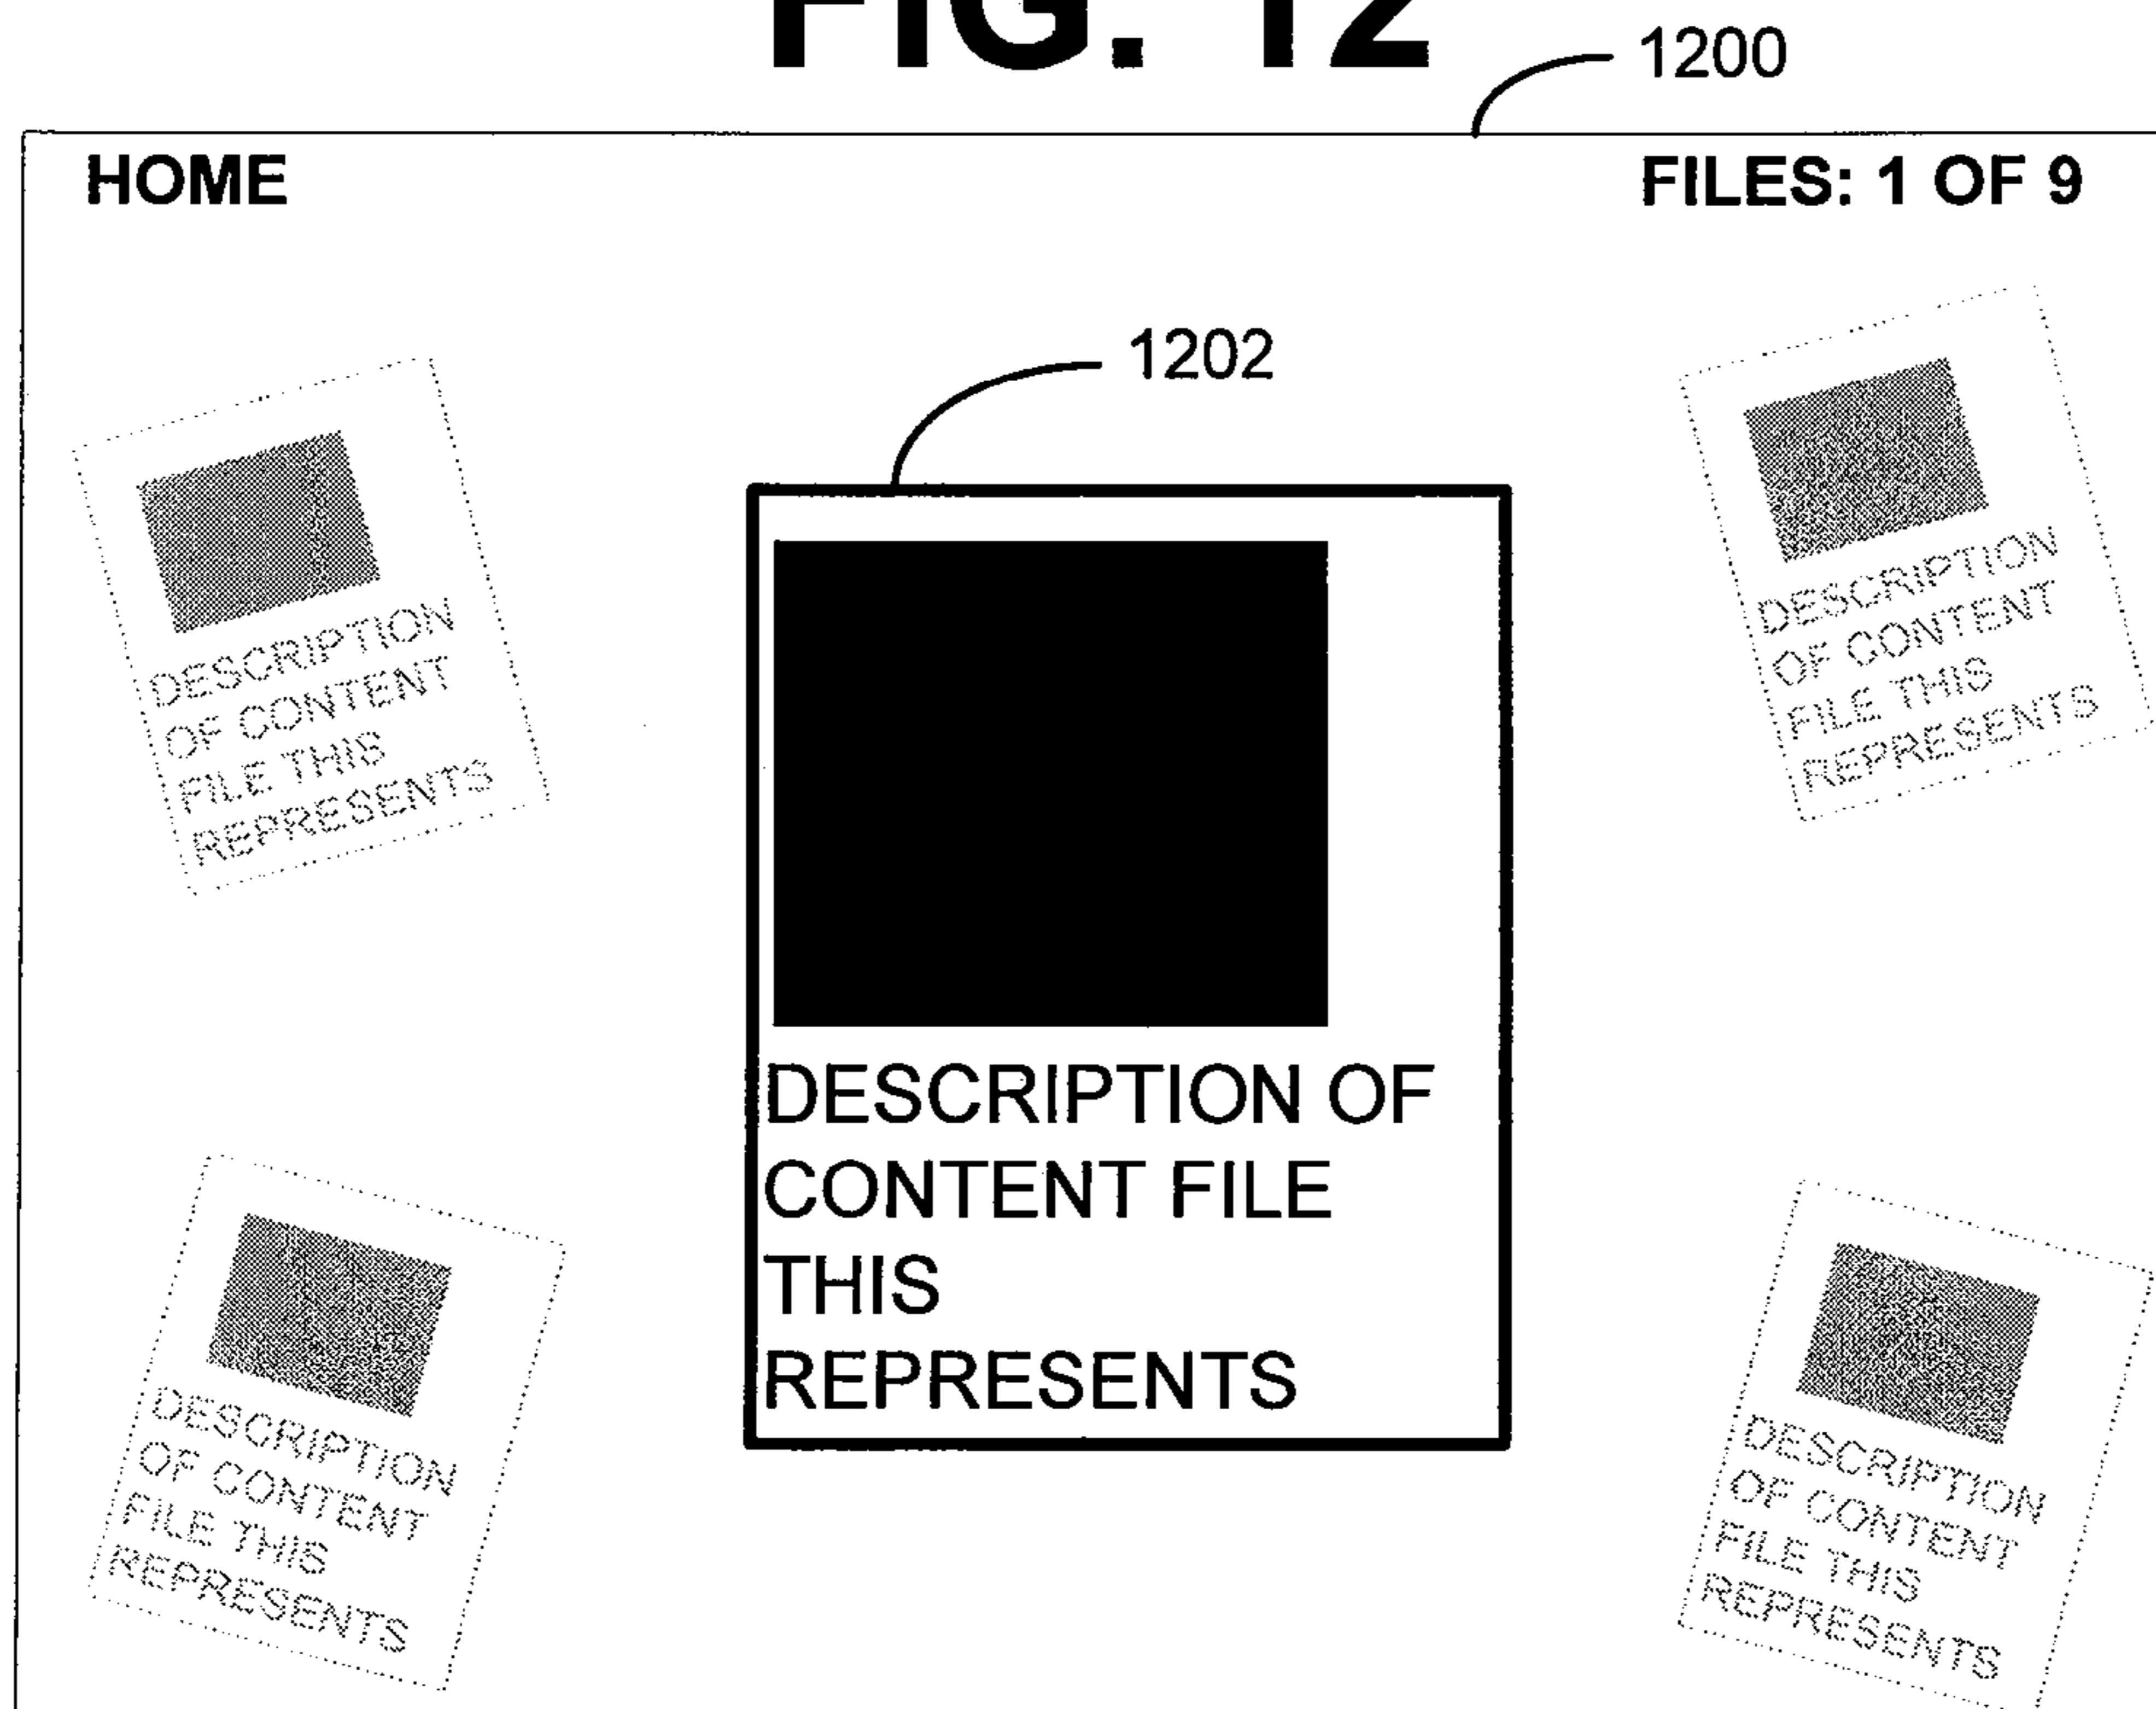 FIG. 12
1200
HOME
FILES: 1 OF 9
1202
DESCRIPTION
OF CONTENT
FILE THIS
REPRESENTS
DESCRIPTION OF
CONTENT FILE
THIS
REPRESENTS
DESCRIPTION
OF CONTENT
FILE THIS
REPRESENTS
DESCRIPTION
OF CONTENT
FILE THIS
REPRESENTS
DESCRIPTION
OF CONTENT
FILE THIS
REPRESENTS